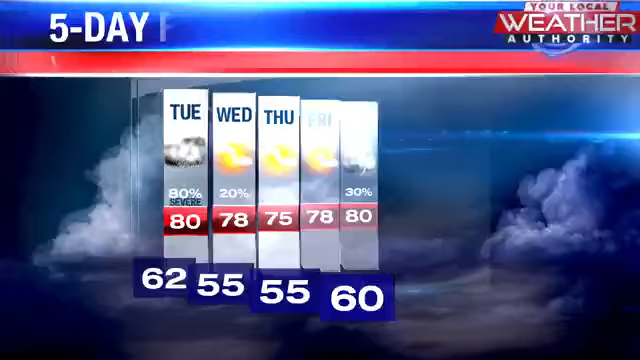 5-DAY F
YOUR LOCAL
WEATHER
AUTHORITY
TUE WED THU FRI
80% 20% 30%
SEVERE
80 78 75 78 80
62 55 55 60